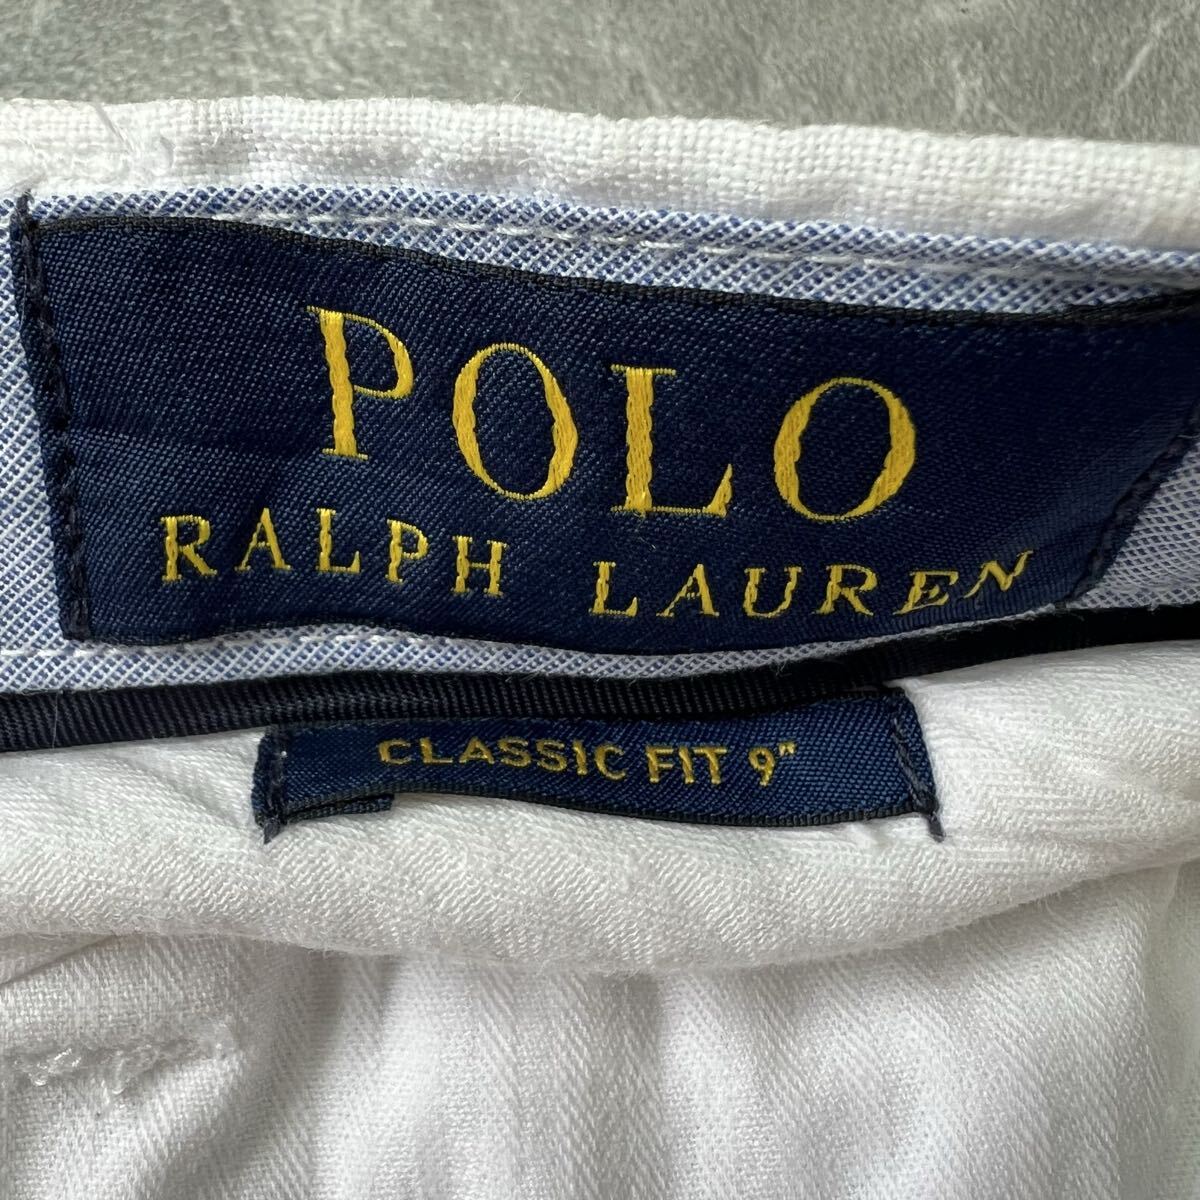 POLO
RALPH LAUREN
CLASSIC FIT 9"